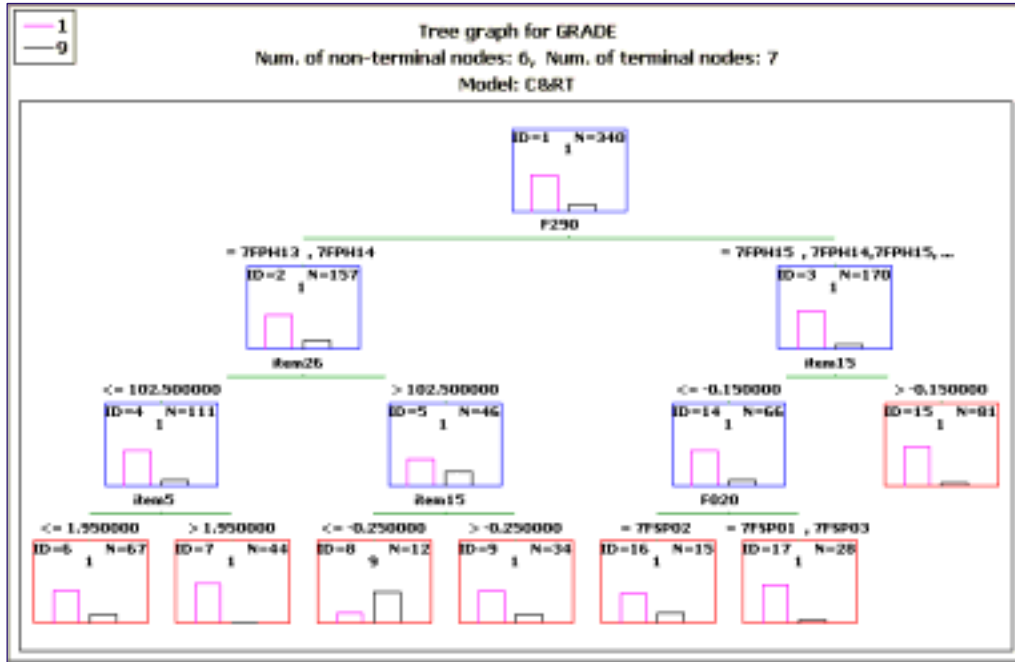 1
9
Tree graph for GRADE
Num. of non-terminal nodes: 6, Num. of terminal nodes: 7
Model: C&RT
ID=1 N=340
1
F290
= 7FPH13 , 7FPH14
= 7FPH15 , 7FPH14,7FPH15, ...
ID=2 N=157
1
ID=3 N=170
1
item26
item15
<= 102.500000
> 102.500000
<= -0.150000
> -0.150000
ID=4 N=111
1
ID=5 N=46
1
ID=14 N=66
1
ID=15 N=81
1
item5
item15
F020
<= 1.950000
> 1.950000
<= -0.250000
> -0.250000
= 7FSP02
= 7FSP01 , 7FSP03
ID=6 N=67
1
ID=7 N=44
1
ID=8 N=12
9
ID=9 N=34
1
ID=16 N=15
1
ID=17 N=28
1